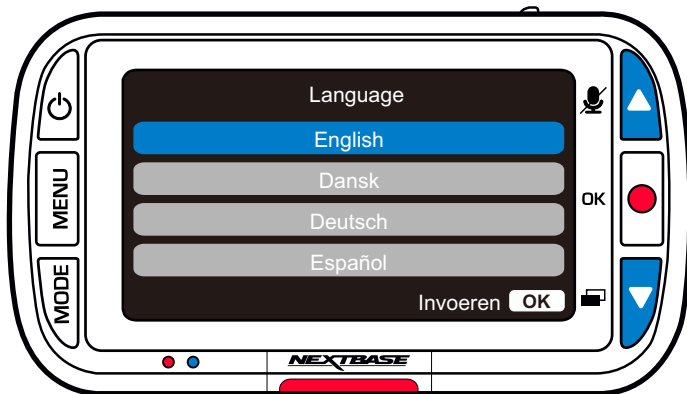 Language
English
MENU
Dansk
OK
Deutsch
Español
MODE
Invoeren OK
NEXTBASE